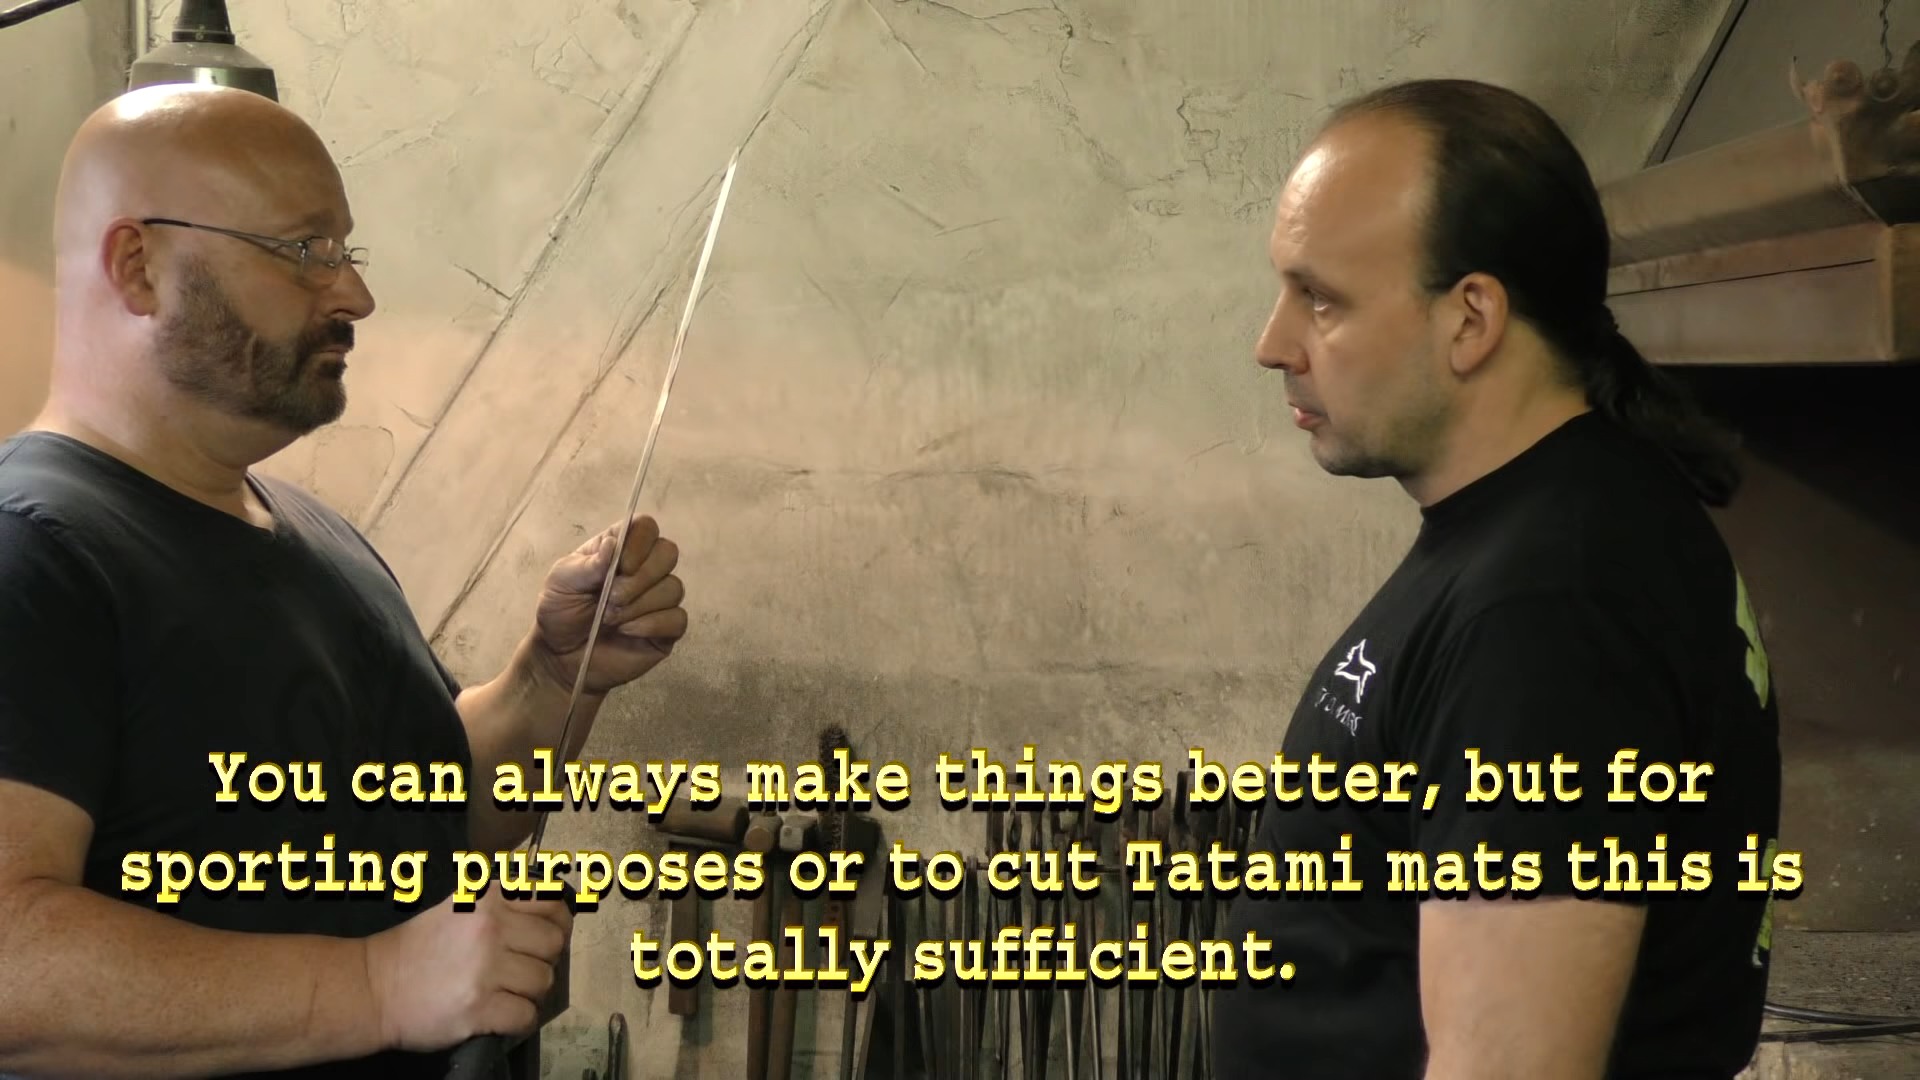 You can always make things better, but for
sporting purposes or to cut Tatami mats this is
totally sufficient.